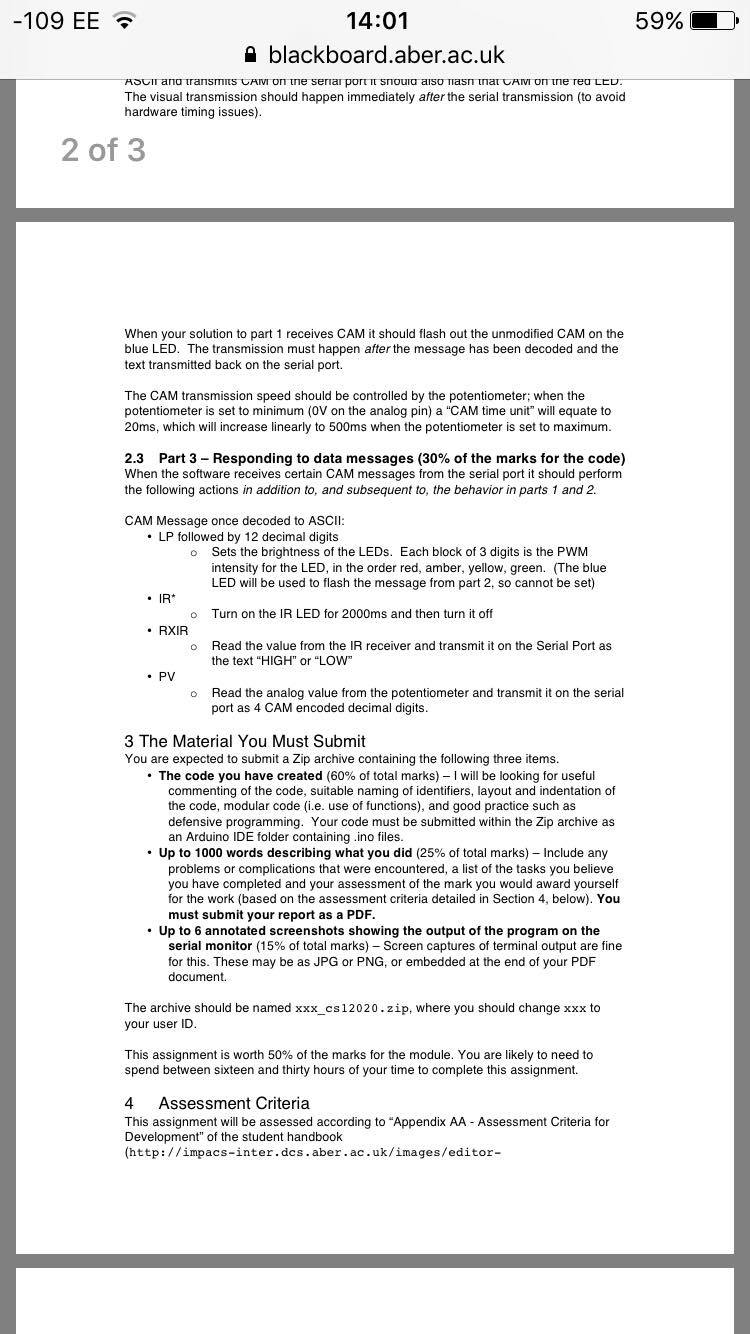 -109 EE 14:01 59%
blackboard.aber.ac.uk
ASCII and transmits CAM on the serial port it should also flash that CAM on the red LED.
The visual transmission should happen immediately after the serial transmission (to avoid
hardware timing issues).
2 of 3
When your solution to part 1 receives CAM it should flash out the unmodified CAM on the
blue LED. The transmission must happen after the message has been decoded and the
text transmitted back on the serial port.
The CAM transmission speed should be controlled by the potentiometer; when the
potentiometer is set to minimum (0V on the analog pin) a “CAM time unit” will equate to
20ms, which will increase linearly to 500ms when the potentiometer is set to maximum.
2.3 Part 3 – Responding to data messages (30% of the marks for the code)
When the software receives certain CAM messages from the serial port it should perform
the following actions in addition to, and subsequent to, the behavior in parts 1 and 2.
CAM Message once decoded to ASCII:
• LP followed by 12 decimal digits
o Sets the brightness of the LEDs. Each block of 3 digits is the PWM
intensity for the LED, in the order red, amber, yellow, green. (The blue
LED will be used to flash the message from part 2, so cannot be set)
• IR*
o Turn on the IR LED for 2000ms and then turn it off
• RXIR
o Read the value from the IR receiver and transmit it on the Serial Port as
the text “HIGH” or “LOW”
• PV
o Read the analog value from the potentiometer and transmit it on the serial
port as 4 CAM encoded decimal digits.
3 The Material You Must Submit
You are expected to submit a Zip archive containing the following three items.
• The code you have created (60% of total marks) – I will be looking for useful
commenting of the code, suitable naming of identifiers, layout and indentation of
the code, modular code (i.e. use of functions), and good practice such as
defensive programming. Your code must be submitted within the Zip archive as
an Arduino IDE folder containing .ino files.
• Up to 1000 words describing what you did (25% of total marks) – Include any
problems or complications that were encountered, a list of the tasks you believe
you have completed and your assessment of the mark you would award yourself
for the work (based on the assessment criteria detailed in Section 4, below). You
must submit your report as a PDF.
• Up to 6 annotated screenshots showing the output of the program on the
serial monitor (15% of total marks) – Screen captures of terminal output are fine
for this. These may be as JPG or PNG, or embedded at the end of your PDF
document.
The archive should be named xxx_cs12020.zip, where you should change xxx to
your user ID.
This assignment is worth 50% of the marks for the module. You are likely to need to
spend between sixteen and thirty hours of your time to complete this assignment.
4 Assessment Criteria
This assignment will be assessed according to “Appendix AA - Assessment Criteria for
Development” of the student handbook
(http://impacs-inter.dcs.aber.ac.uk/images/editor-